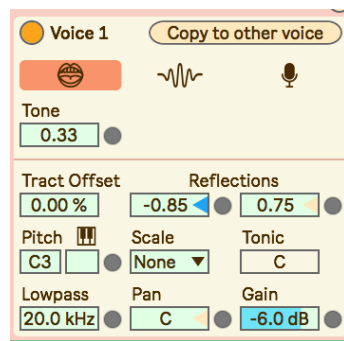 Voice 1 Copy to other voice
Tone
0.33
Tract Offset Reflections
0.00 % -0.85 0.75
Pitch Scale Tonic
C3 None C
Lowpass Pan Gain
20.0 kHz C -6.0 dB